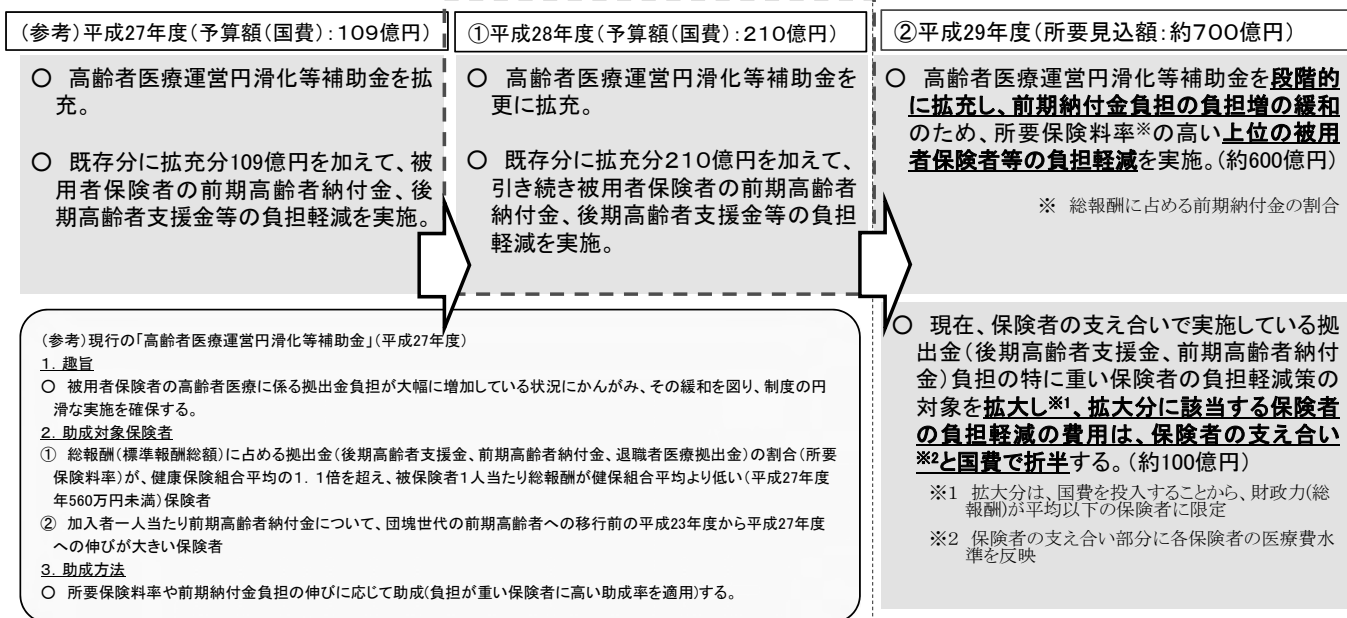 (参考)平成27年度(予算額(国費):109億円)
○ 高齢者医療運営円滑化等補助金を拡
充。
○ 既存分に拡充分109億円を加えて、被
用者保険者の前期高齢者納付金、後
期高齢者支援金等の負担軽減を実施。
①平成28年度(予算額(国費):210億円)
○ 高齢者医療運営円滑化等補助金を
更に拡充。
○ 既存分に拡充分210億円を加えて、
引き続き被用者保険者の前期高齢者
納付金、後期高齢者支援金等の負担
軽減を実施。
②平成29年度(所要見込額:約700億円)
○ 高齢者医療運営円滑化等補助金を段階的
に拡充し、前期納付金負担の負担増の緩和
のため、所要保険料率※の高い上位の被用
者保険者等の負担軽減を実施。(約600億円)
※ 総報酬に占める前期納付金の割合
○ 現在、保険者の支え合いで実施している拠
出金(後期高齢者支援金、前期高齢者納付
金)負担の特に重い保険者の負担軽減策の
対象を拡大し※1、拡大分に該当する保険者
の負担軽減の費用は、保険者の支え合い
※2と国費で折半する。(約100億円)
※1 拡大分は、国費を投入することから、財政力(総
報酬)が平均以下の保険者に限定
※2 保険者の支え合い部分に各保険者の医療費水
準を反映
(参考)現行の「高齢者医療運営円滑化等補助金」(平成27年度)
1.趣旨
○ 被用者保険者の高齢者医療に係る拠出金負担が大幅に増加している状況にかんがみ、その緩和を図り、制度の円
滑な実施を確保する。
2.助成対象保険者
① 総報酬(標準報酬総額)に占める拠出金(後期高齢者支援金、前期高齢者納付金、退職者医療拠出金)の割合(所要
保険料率)が、健康保険組合平均の1.1倍を超え、被保険者1人当たり総報酬が健保組合平均より低い(平成27年度
年560万円未満)保険者
② 加入者一人当たり前期高齢者納付金について、団塊世代の前期高齢者への移行前の平成23年度から平成27年度
への伸びが大きい保険者
3.助成方法
○ 所要保険料率や前期納付金負担の伸びに応じて助成(負担が重い保険者に高い助成率を適用)する。